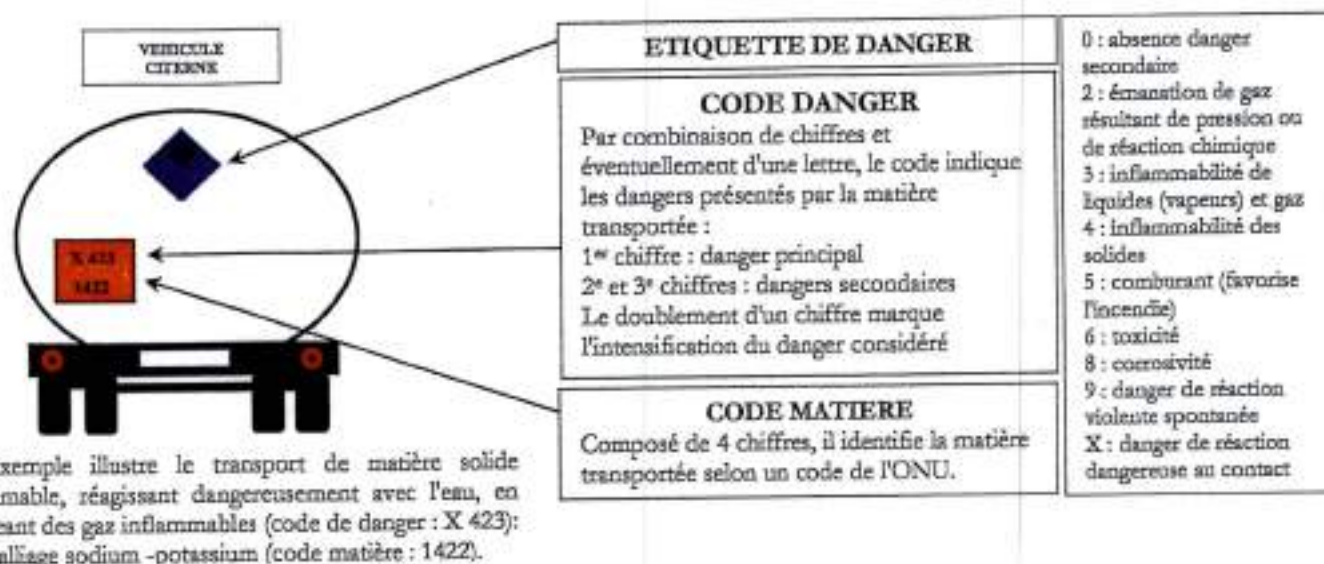 VEHICULE
CITERNE
X 423
1422
ETIQUETTE DE DANGER
CODE DANGER
Par combinaison de chiffres et
éventuellement d'une lettre, le code indique
les dangers présentés par la matière
transportée :
1er chiffre : danger principal
2e et 3e chiffres : dangers secondaires
Le doublement d'un chiffre marque
l'intensification du danger considéré
CODE MATIERE
Composé de 4 chiffres, il identifie la matière
transportée selon un code de l'ONU.
0 : absence danger
secondaire
2 : émanation de gaz
résultant de pression ou
de réaction chimique
3 : inflammabilité de
liquides (vapeurs) et gaz
4 : inflammabilité des
solides
5 : comburant (favorise
l'incendie)
6 : toxicité
8 : corrosivité
9 : danger de réaction
violente spontanée
X : danger de réaction
dangereuse au contact
exemple illustre le transport de matière solide
mable, réagissant dangereusement avec l'eau, en
eant des gaz inflammables (code de danger : X 423):
alliage sodium -potassium (code matière : 1422).